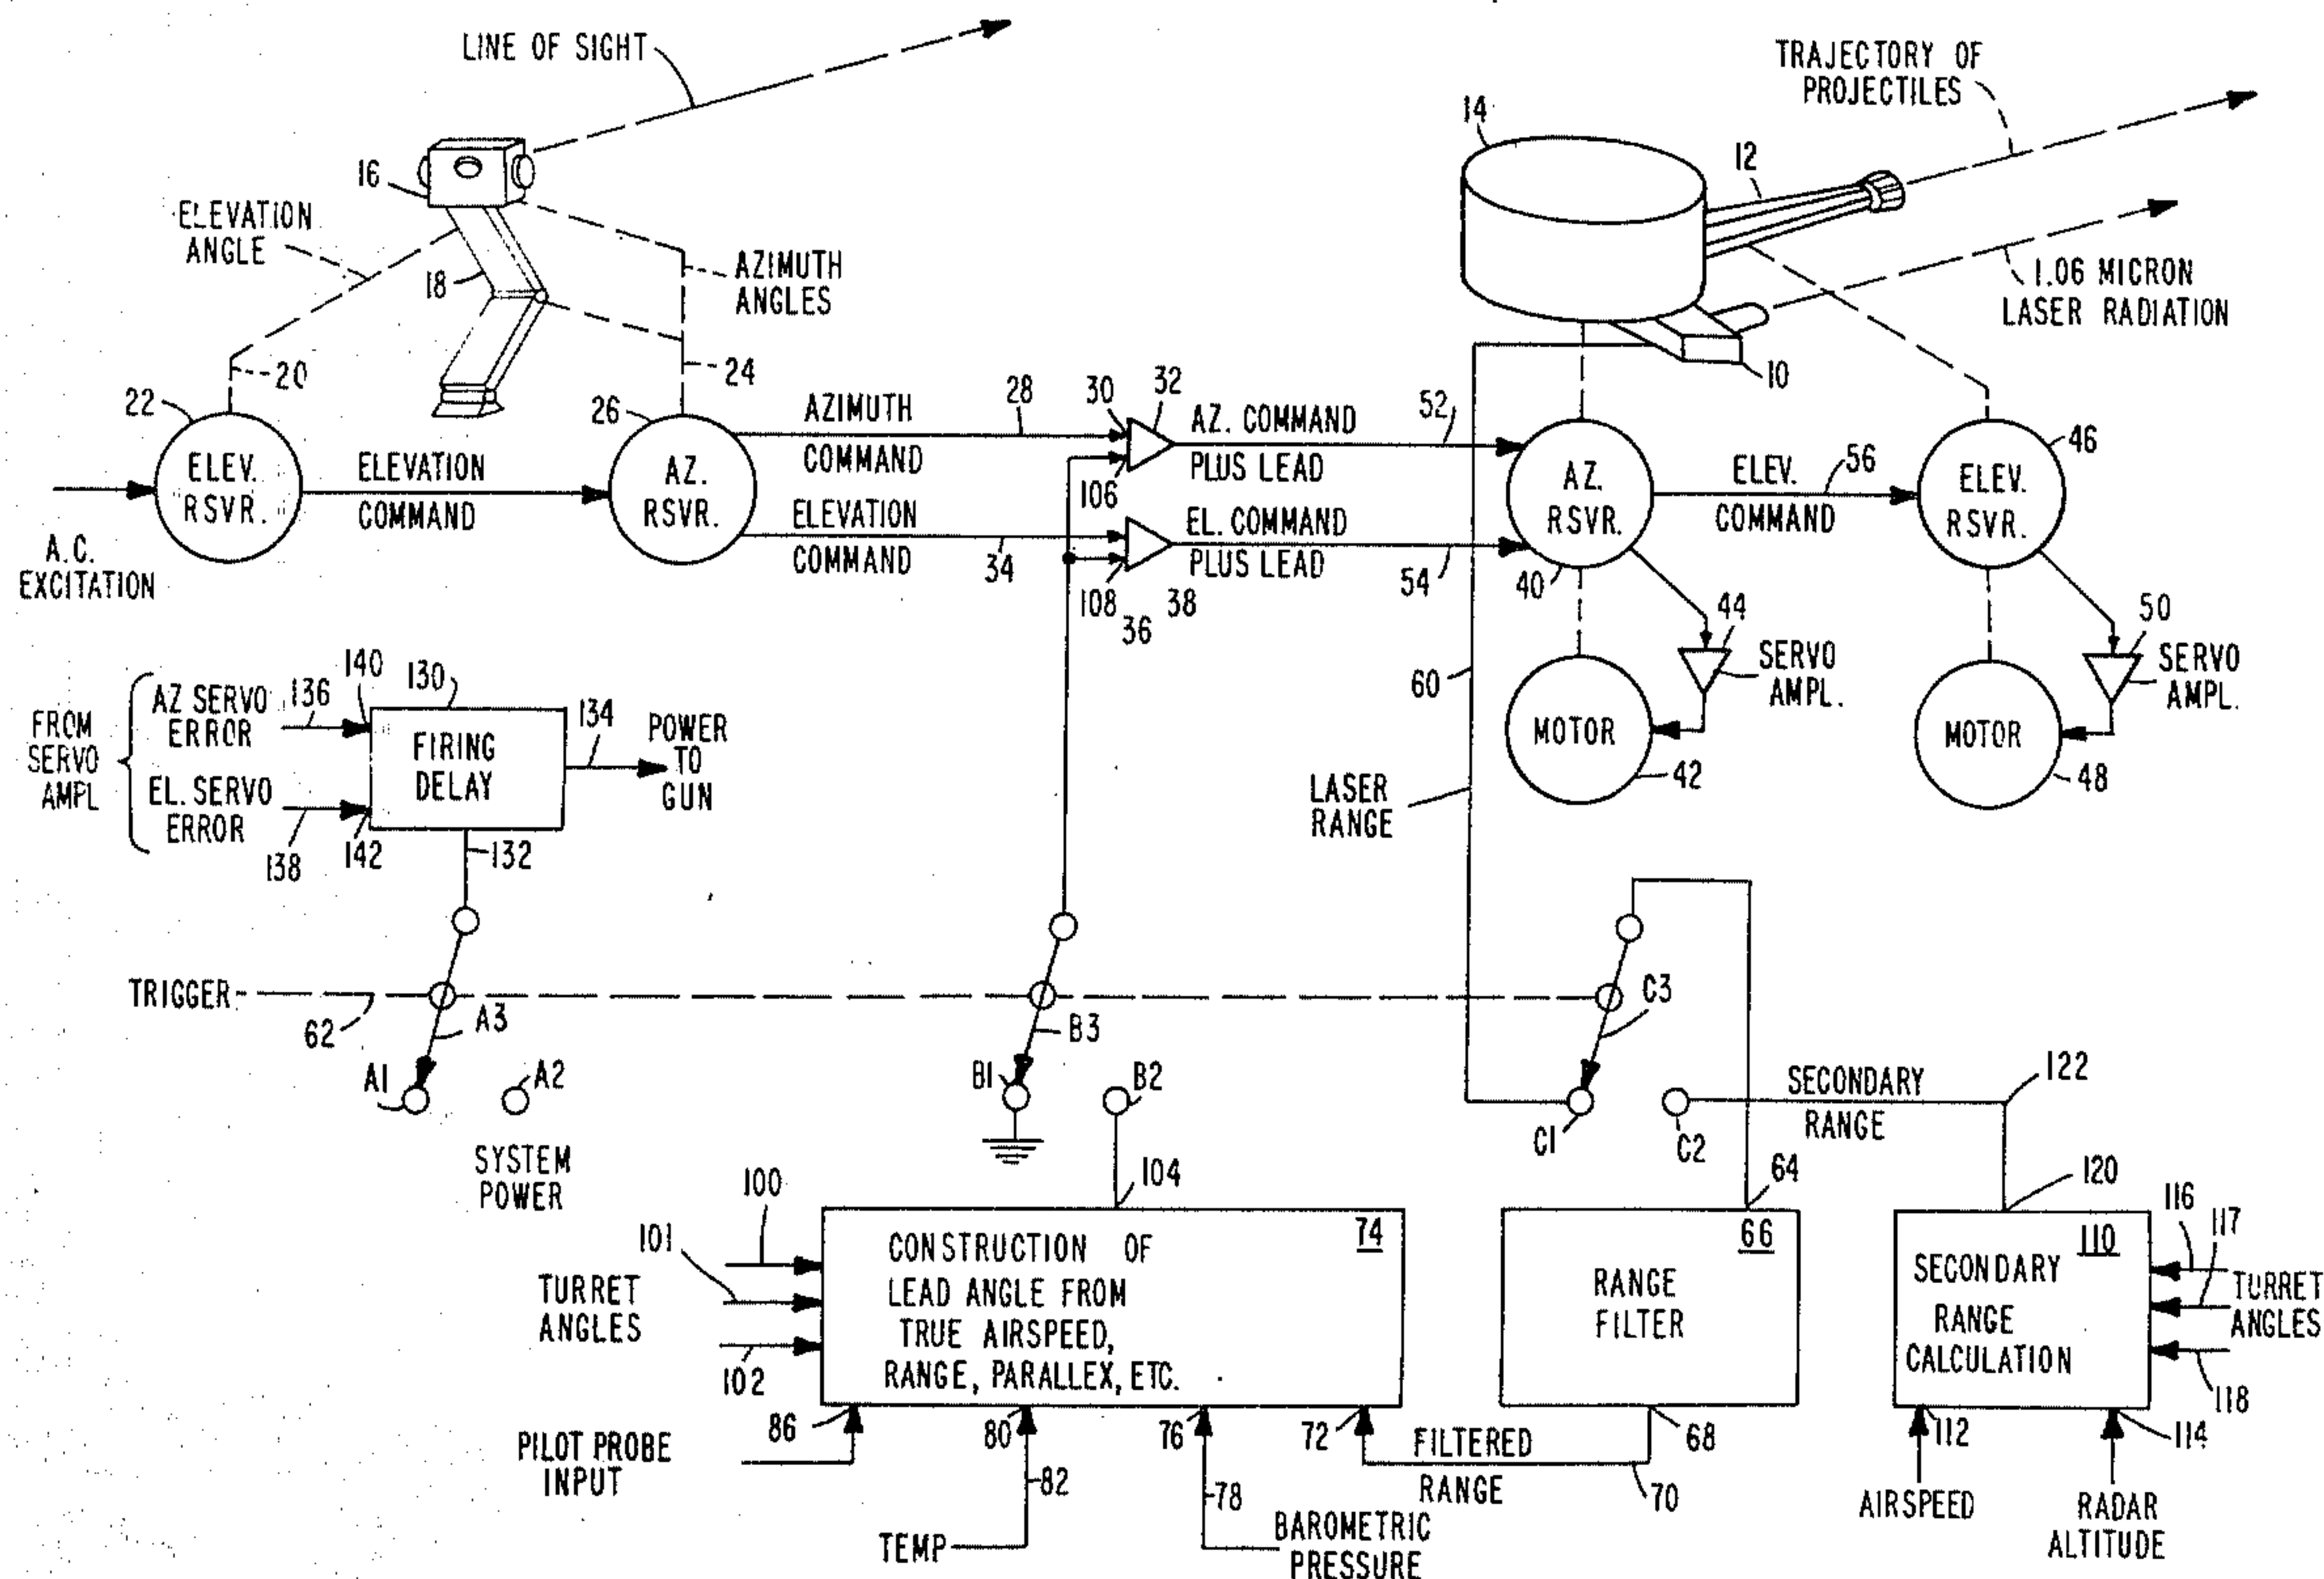 LINE OF SIGHT
TRAJECTORY OF
PROJECTILES
14
12
16
ELEVATION
ANGLE
18
AZIMUTH
ANGLES
1.06 MICRON
LASER RADIATION
10
20
24
22
26
28
30
32
52
46
AZIMUTH
COMMAND
AZ. COMMAND
PLUS LEAD
ELEV.
RSVR.
ELEVATION
COMMAND
AZ.
RSVR.
106
AZ.
RSVR.
ELEV.
COMMAND
56
ELEV.
RSVR.
A.C.
EXCITATION
ELEVATION
COMMAND
34
EL. COMMAND
PLUS LEAD
54
40
108
36
38
44
SERVO
AMPL.
50
SERVO
AMPL.
60
MOTOR
42
MOTOR
48
LASER
RANGE
FROM
SERVO
AMPL
AZ SERVO
ERROR
136
140
130
134
POWER
TO
GUN
FIRING
DELAY
EL. SERVO
ERROR
138
142
132
TRIGGER
62
A3
B3
C3
A1
A2
B1
B2
C1
C2
SECONDARY
RANGE
122
SYSTEM
POWER
100
104
64
120
116
117
101
TURRET
ANGLES
102
CONSTRUCTION OF
LEAD ANGLE FROM
TRUE AIRSPEED,
RANGE, PARALLEX, ETC.
74
66
RANGE
FILTER
110
SECONDARY
RANGE
CALCULATION
TURRET
ANGLES
118
86
80
76
72
68
112
114
PILOT PROBE
INPUT
82
78
FILTERED
RANGE
70
TEMP
BAROMETRIC
PRESSURE
AIRSPEED
RADAR
ALTITUDE